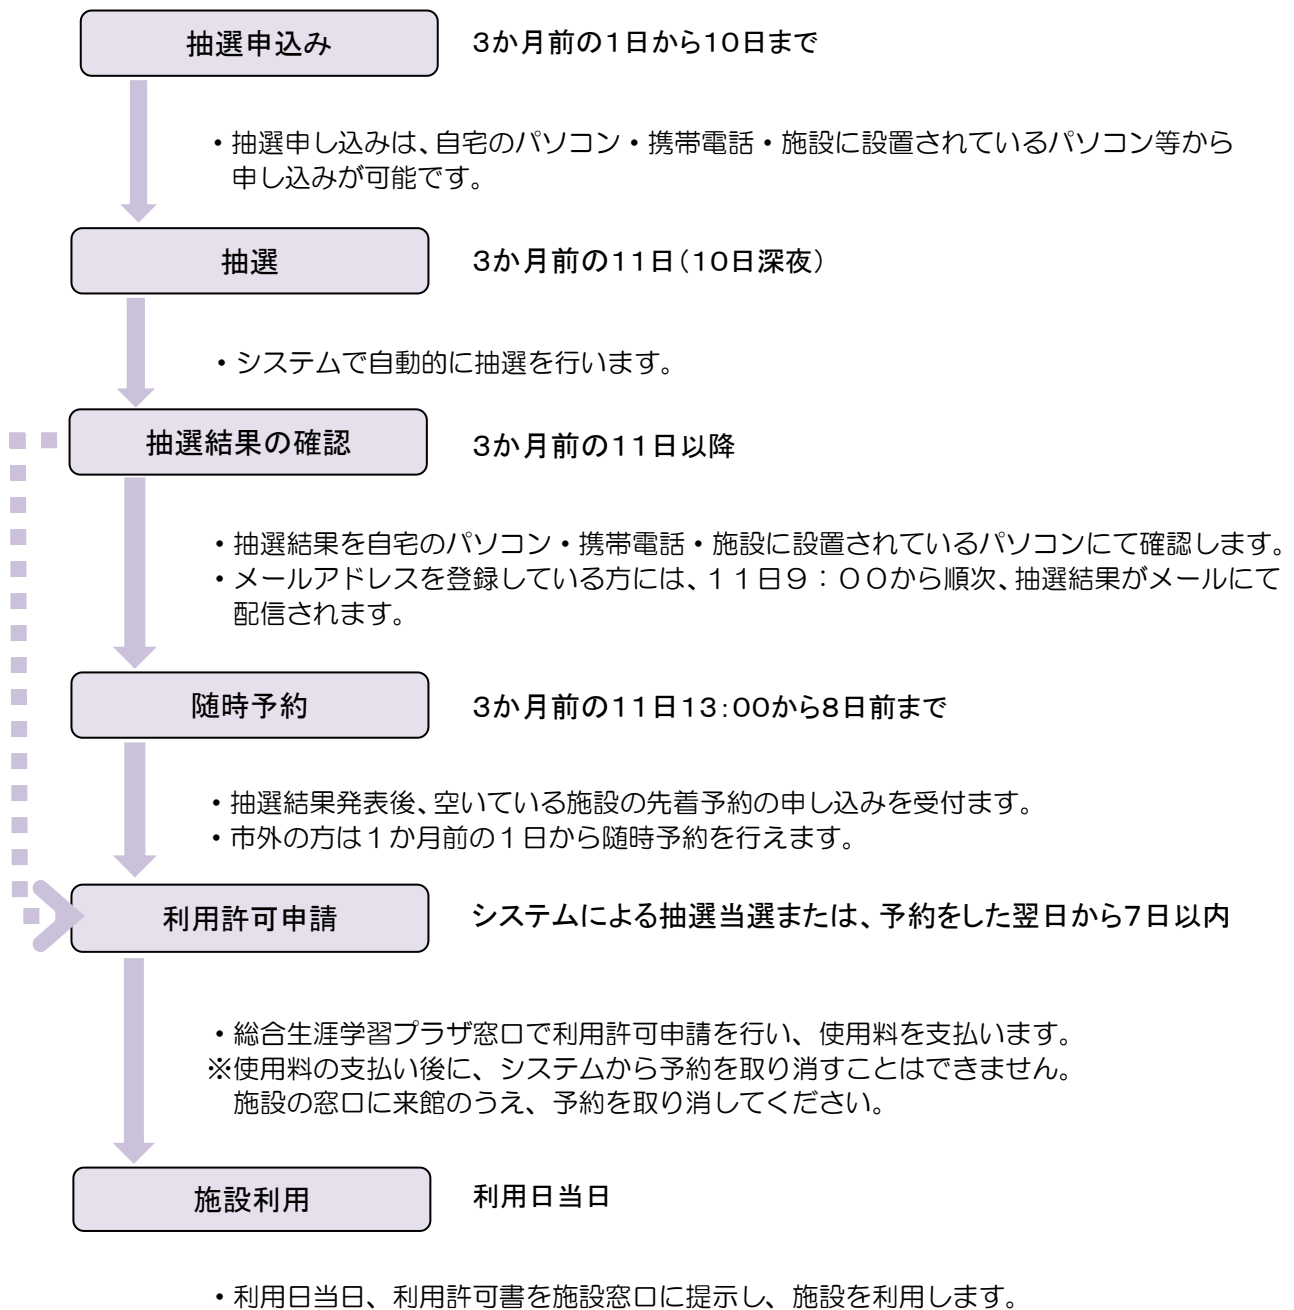 抽選申込み
3か月前の1日から10日まで
・抽選申し込みは、自宅のパソコン・携帯電話・施設に設置されているパソコン等から
申し込みが可能です。
抽選
3か月前の11日(10日深夜)
・システムで自動的に抽選を行います。
抽選結果の確認
3か月前の11日以降
・抽選結果を自宅のパソコン・携帯電話・施設に設置されているパソコンにて確認します。
・メールアドレスを登録している方には、11日9:00から順次、抽選結果がメールにて
配信されます。
随時予約
3か月前の11日13:00から8日前まで
・抽選結果発表後、空いている施設の先着予約の申し込みを受付ます。
・市外の方は1か月前の1日から随時予約を行えます。
利用許可申請
システムによる抽選当選または、予約をした翌日から7日以内
・総合生涯学習プラザ窓口で利用許可申請を行い、使用料を支払います。
※使用料の支払い後に、システムから予約を取り消すことはできません。
施設の窓口に来館のうえ、予約を取り消してください。
施設利用
利用日当日
・利用日当日、利用許可書を施設窓口に提示し、施設を利用します。